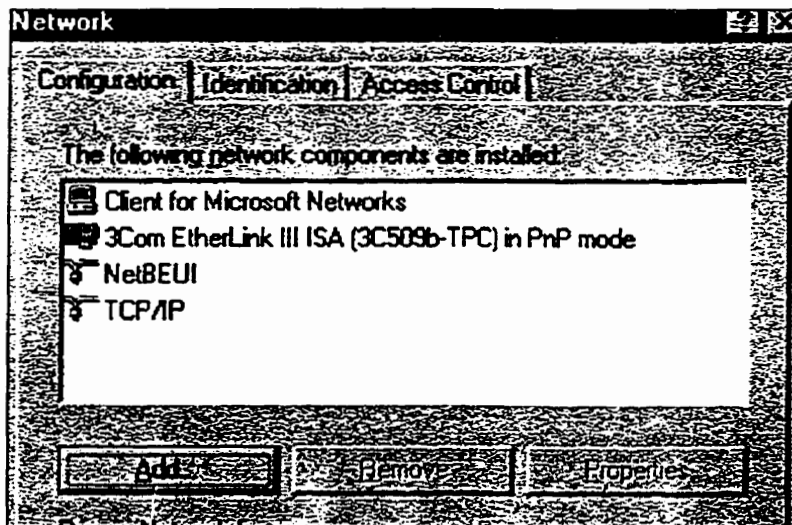 Network
Configuration Identification Access Control
The following network components are installed:
Client for Microsoft Networks
3Com EtherLink III ISA (3C509b-TPC) in PnP mode
NetBEUI
TCP/IP
Add... Remove Properties